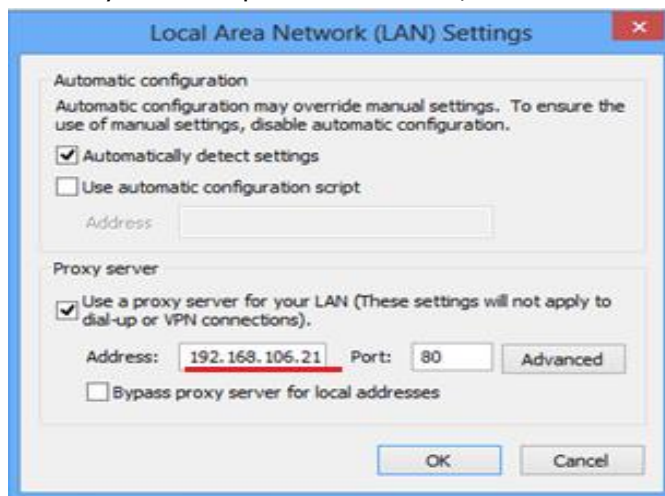 Local Area Network (LAN) Settings
Automatic configuration
Automatic configuration may override manual settings. To ensure the
use of manual settings, disable automatic configuration.
Automatically detect settings
Use automatic configuration script
Address
Proxy server
Use a proxy server for your LAN (These settings will not apply to
dial-up or VPN connections).
Address: 192.168.106.21 Port: 80 Advanced
Bypass proxy server for local addresses
OK Cancel